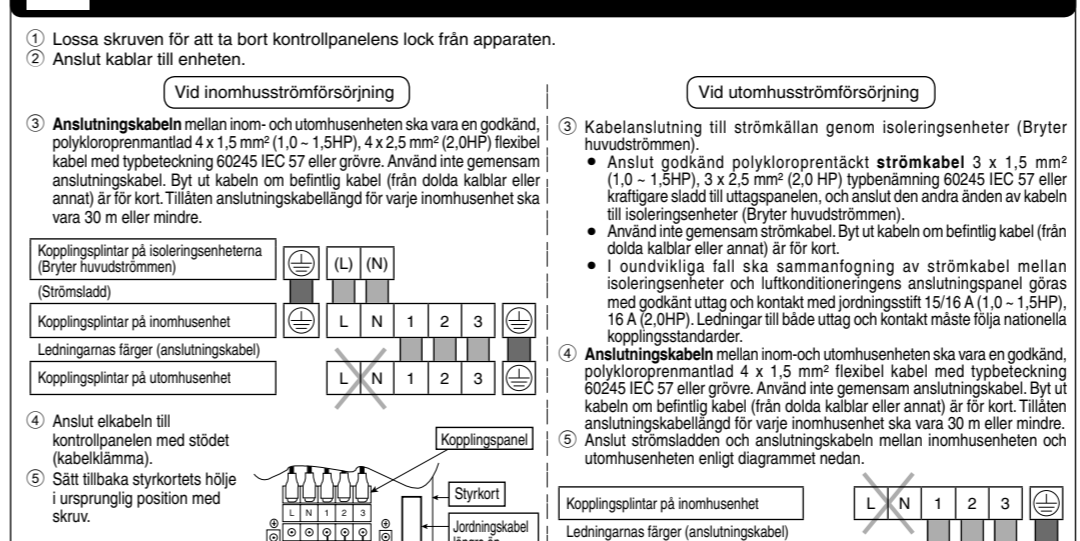 ① Lossa skruven för att ta bort kontrollpanelens lock från apparaten.
② Anslut kablar till enheten.
Vid inomhusströmförsörjning
③ Anslutningskabeln mellan inom- och utomhusenheten ska vara en godkänd,
polykloroprenmantlad 4 x 1,5 mm² (1,0 ~ 1,5HP), 4 x 2,5 mm² (2,0HP) flexibel
kabel med typbeteckning 60245 IEC 57 eller grövre. Använd inte gemensam
anslutningskabel. Byt ut kabeln om befintlig kabel (från dolda kalblar eller
annat) är för kort. Tillåten anslutningskabellängd för varje inomhusenhet ska
vara 30 m eller mindre.
Kopplingsplintar på isoleringsenheterna
(Bryter huvudströmmen)
(L) (N)
(Strömsladd)
Kopplingsplintar på inomhusenhet
L N 1 2 3
Ledningarnas färger (anslutningskabel)
Kopplingsplintar på utomhusenhet
L N 1 2 3
④ Anslut elkabeln till
kontrollpanelen med stödet
(kabelklämma).
⑤ Sätt tillbaka styrkortets hölje
i ursprunglig position med
skruv.
Kopplingspanel
Styrkort
L N 1 2 3
Jordningskabel
Vid utomhusströmförsörjning
③ Kabelanslutning till strömkällan genom isoleringsenheter (Bryter
huvudströmmen).
● Anslut godkänd polykloroprentäckt strömkabel 3 x 1,5 mm²
(1,0 ~ 1,5HP), 3 x 2,5 mm² (2,0 HP) typbenämning 60245 IEC 57 eller
kraftigare sladd till uttagspanelen, och anslut den andra änden av kabeln
till isoleringsenheter (Bryter huvudströmmen).
● Använd inte gemensam strömkabel. Byt ut kabeln om befintlig kabel (från
dolda kalblar eller annat) är för kort.
● I oundvikliga fall ska sammanfogning av strömkabel mellan
isoleringsenheter och luftkonditioneringens anslutningspanel göras
med godkänt uttag och kontakt med jordningsstift 15/16 A (1,0 ~ 1,5HP),
16 A (2,0HP). Ledningar till både uttag och kontakt måste följa nationella
kopplingsstandarder.
④ Anslutningskabeln mellan inom-och utomhusenheten ska vara en godkänd,
polykloroprenmantlad 4 x 1,5 mm² flexibel kabel med typbeteckning
60245 IEC 57 eller grövre. Använd inte gemensam anslutningskabel. Byt ut
kabeln om befintlig kabel (från dolda kalblar eller annat) är för kort. Tillåten
anslutningskabellängd för varje inomhusenhet ska vara 30 m eller mindre.
⑤ Anslut strömsladden och anslutningskabeln mellan inomhusenheten och
utomhusenheten enligt diagrammet nedan.
Kopplingsplintar på inomhusenhet
L N 1 2 3
Ledningarnas färger (anslutningskabel)